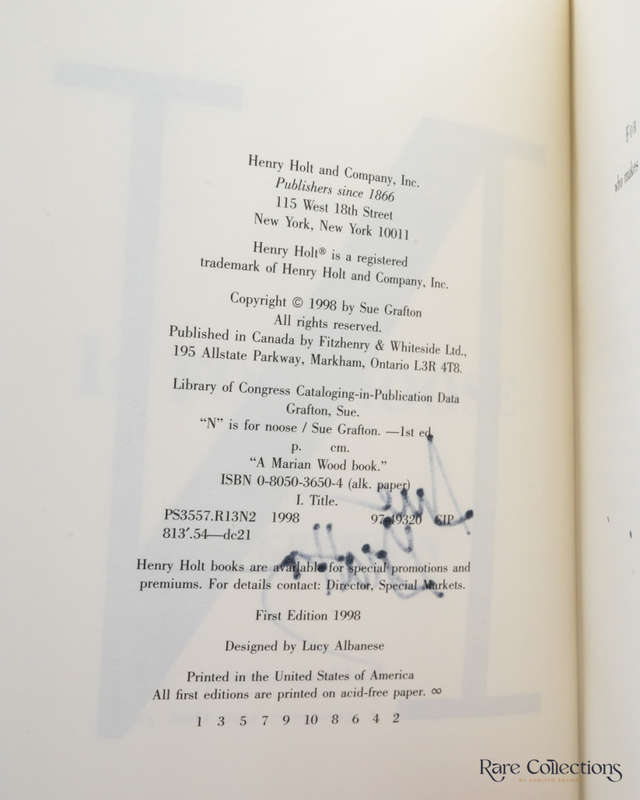 Henry Holt and Company, Inc.
Publishers since 1866
115 West 18th Street
New York, New York 10011
Henry Holt® is a registered
trademark of Henry Holt and Company, Inc.
Copyright © 1998 by Sue Grafton
All rights reserved.
Published in Canada by Fitzhenry & Whiteside Ltd.,
195 Allstate Parkway, Markham, Ontario L3R 4T8.
Library of Congress Cataloging-in-Publication Data
Grafton, Sue.
“N” is for noose / Sue Grafton. —1st ed.
p. cm.
“A Marian Wood book.”
ISBN 0-8050-3650-4 (alk. paper)
I. Title.
PS3557.R13N2 1998 97-49320 CIP
813′.54—dc21
Henry Holt books are available for special promotions and
premiums. For details contact: Director, Special Markets.
First Edition 1998
Designed by Lucy Albanese
Printed in the United States of America
All first editions are printed on acid-free paper. ∞
1 3 5 7 9 10 8 6 4 2
FOR
who makes
Rare Collections